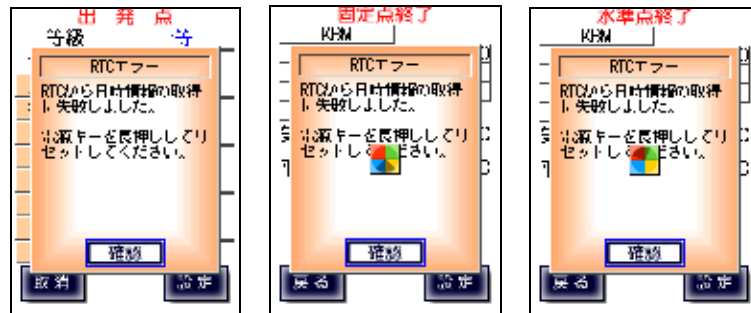 出 発 点
等級 等
RTCエラー
RTCから日時情報の取得
に失敗しました。
電源キーを長押ししてリ
セットしてください。
確認
取消 設定
固定点終了
KHM
RTCエラー
RTCから日時情報の取得
に失敗しました。
電源キーを長押ししてリ
セットし ください。
確認
戻る 設定
水準点終了
KHM
RTCエラー
RTCから日時情報の取得
に失敗しました。
電源キーを長押ししてリ
セットし ださい。
確認
戻る 設定